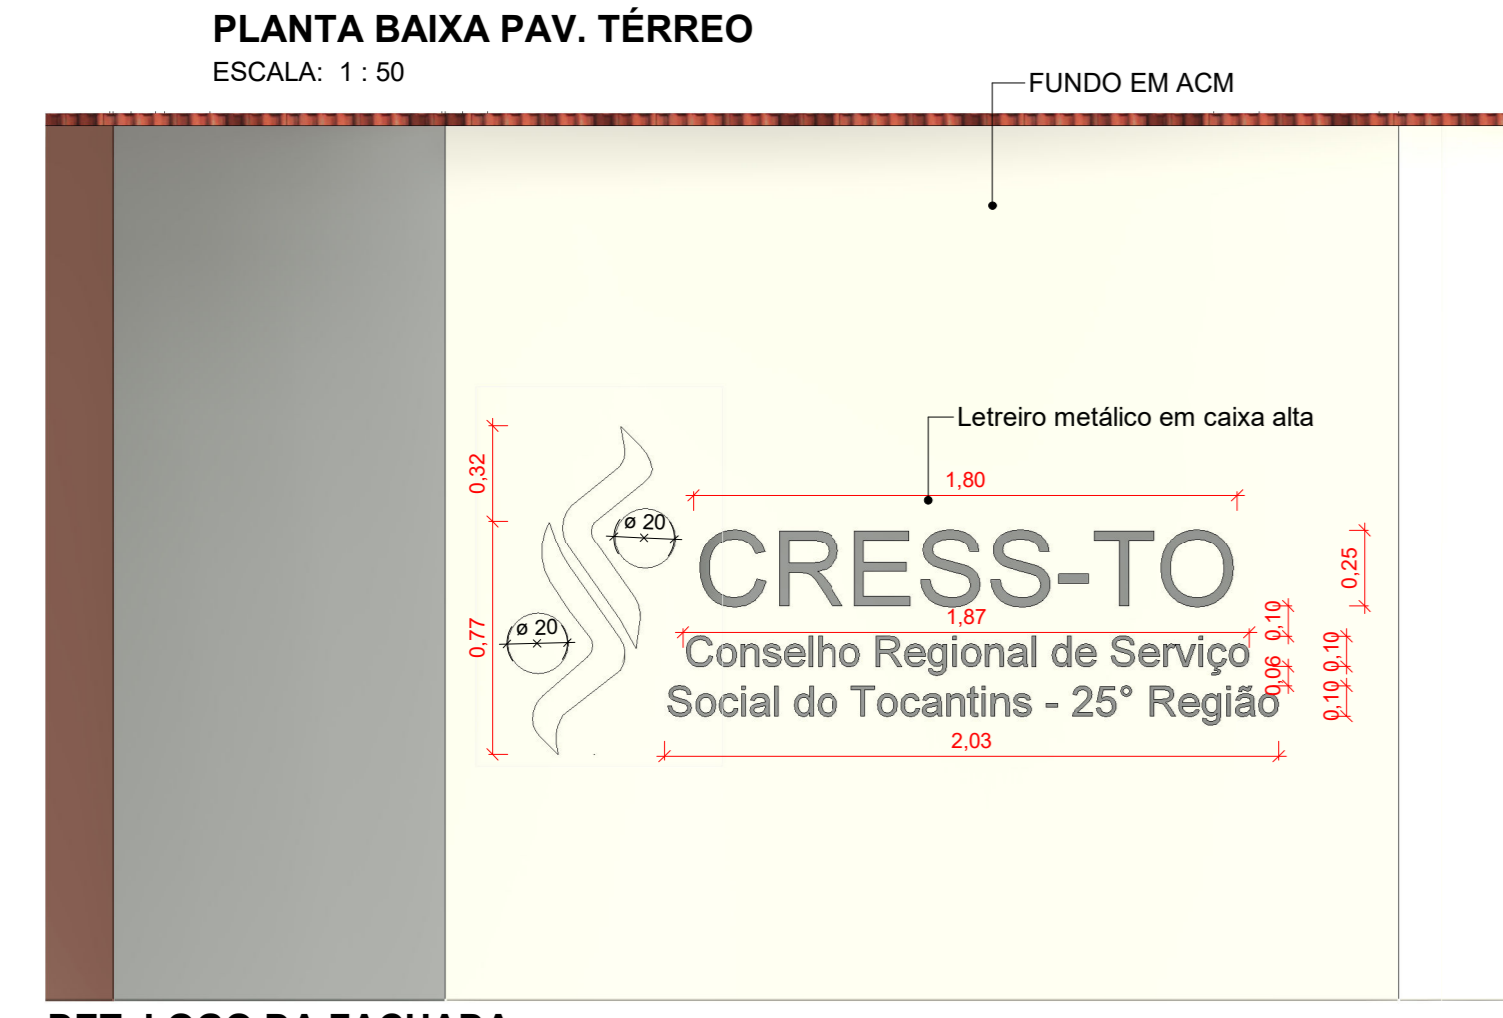 PLANTA BAIXA PAV. TÉRREO
ESCALA: 1 : 50
FUNDO EM ACM
Letreiro metálico em caixa alta
0,32
1,80
ø 20
CRESS-TO
0,25
1,87
0,10
ø 20
0,77
Conselho Regional de Serviço
0,10
0,06
Social do Tocantins - 25° Região
0,10
2,03